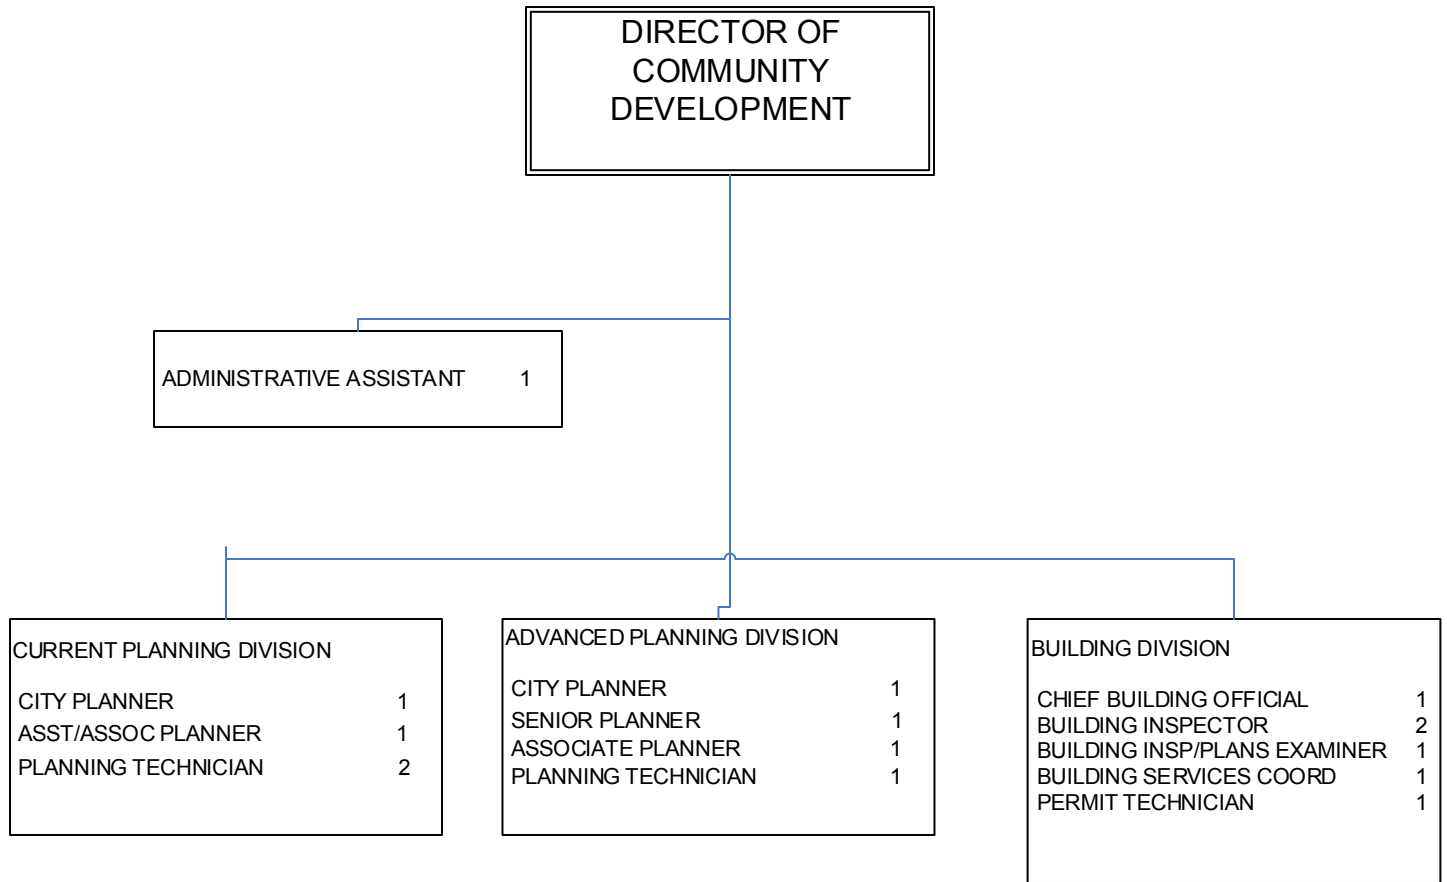 DIRECTOR OF
COMMUNITY
DEVELOPMENT
ADMINISTRATIVE ASSISTANT 1
CURRENT PLANNING DIVISION
CITY PLANNER 1
ASST/ASSOC PLANNER 1
PLANNING TECHNICIAN 2
ADVANCED PLANNING DIVISION
CITY PLANNER 1
SENIOR PLANNER 1
ASSOCIATE PLANNER 1
PLANNING TECHNICIAN 1
BUILDING DIVISION
CHIEF BUILDING OFFICIAL 1
BUILDING INSPECTOR 2
BUILDING INSP/PLANS EXAMINER 1
BUILDING SERVICES COORD 1
PERMIT TECHNICIAN 1